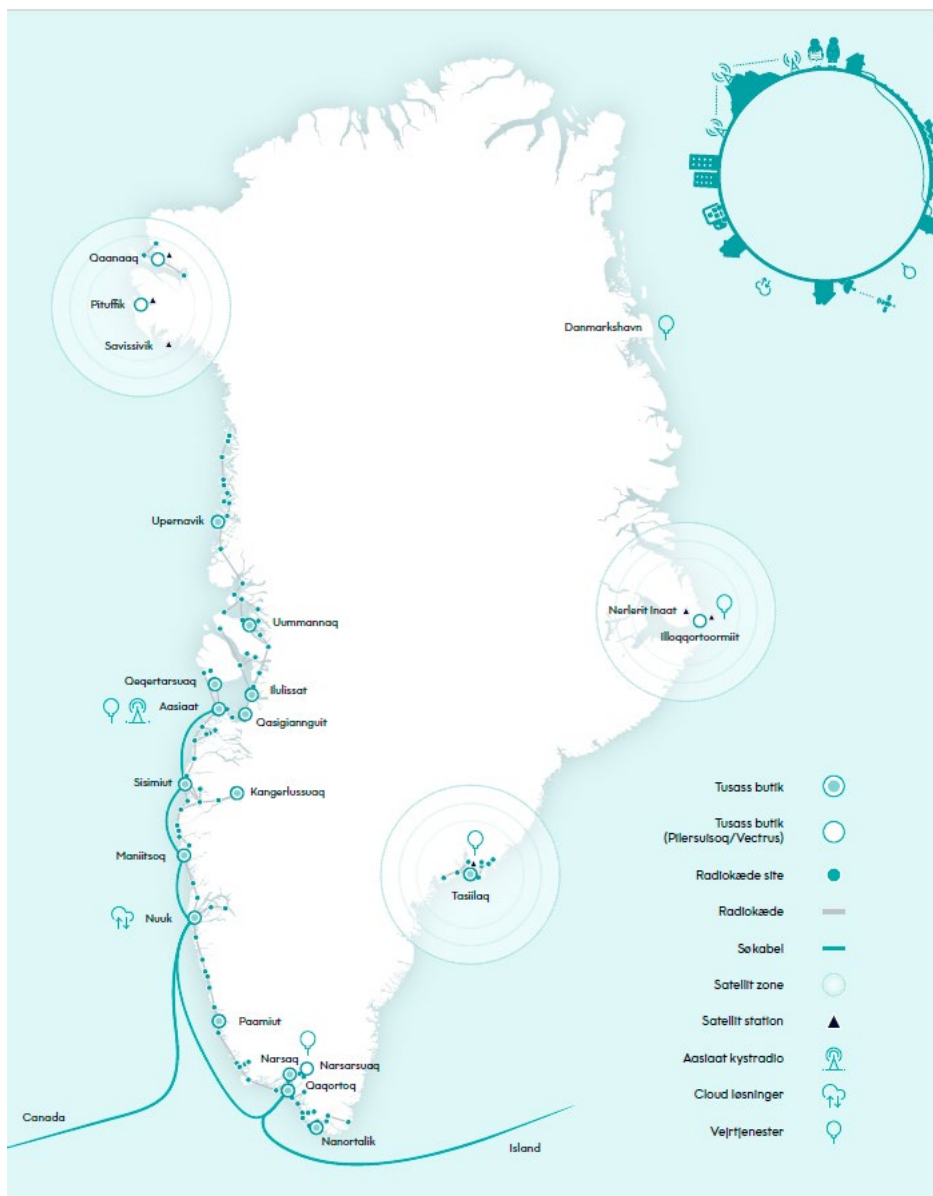 Qaanaaq
Pituffik
Savissivik
Danmarkshavn
Upernavik
Nerlerit Inaat
Illoqqortoormiit
Uummannaq
Qeqertarsuaq
Ilulissat
Aasiaat
Qasigiannguit
Sisimiut
Kangerlussuaq
Maniitsoq
Nuuk
Tasiilaq
Paamiut
Narsaq
Narsarsuaq
Qaqortoq
Nanortalik
Canada
Island
Tusass butik
Tusass butik
(Pilersuisoq/Vectrus)
Radiokæde site
Radiokæde
Søkabel
Satellit zone
Satellit station
Aasiaat kystradio
Cloud løsninger
Vejrtjenester